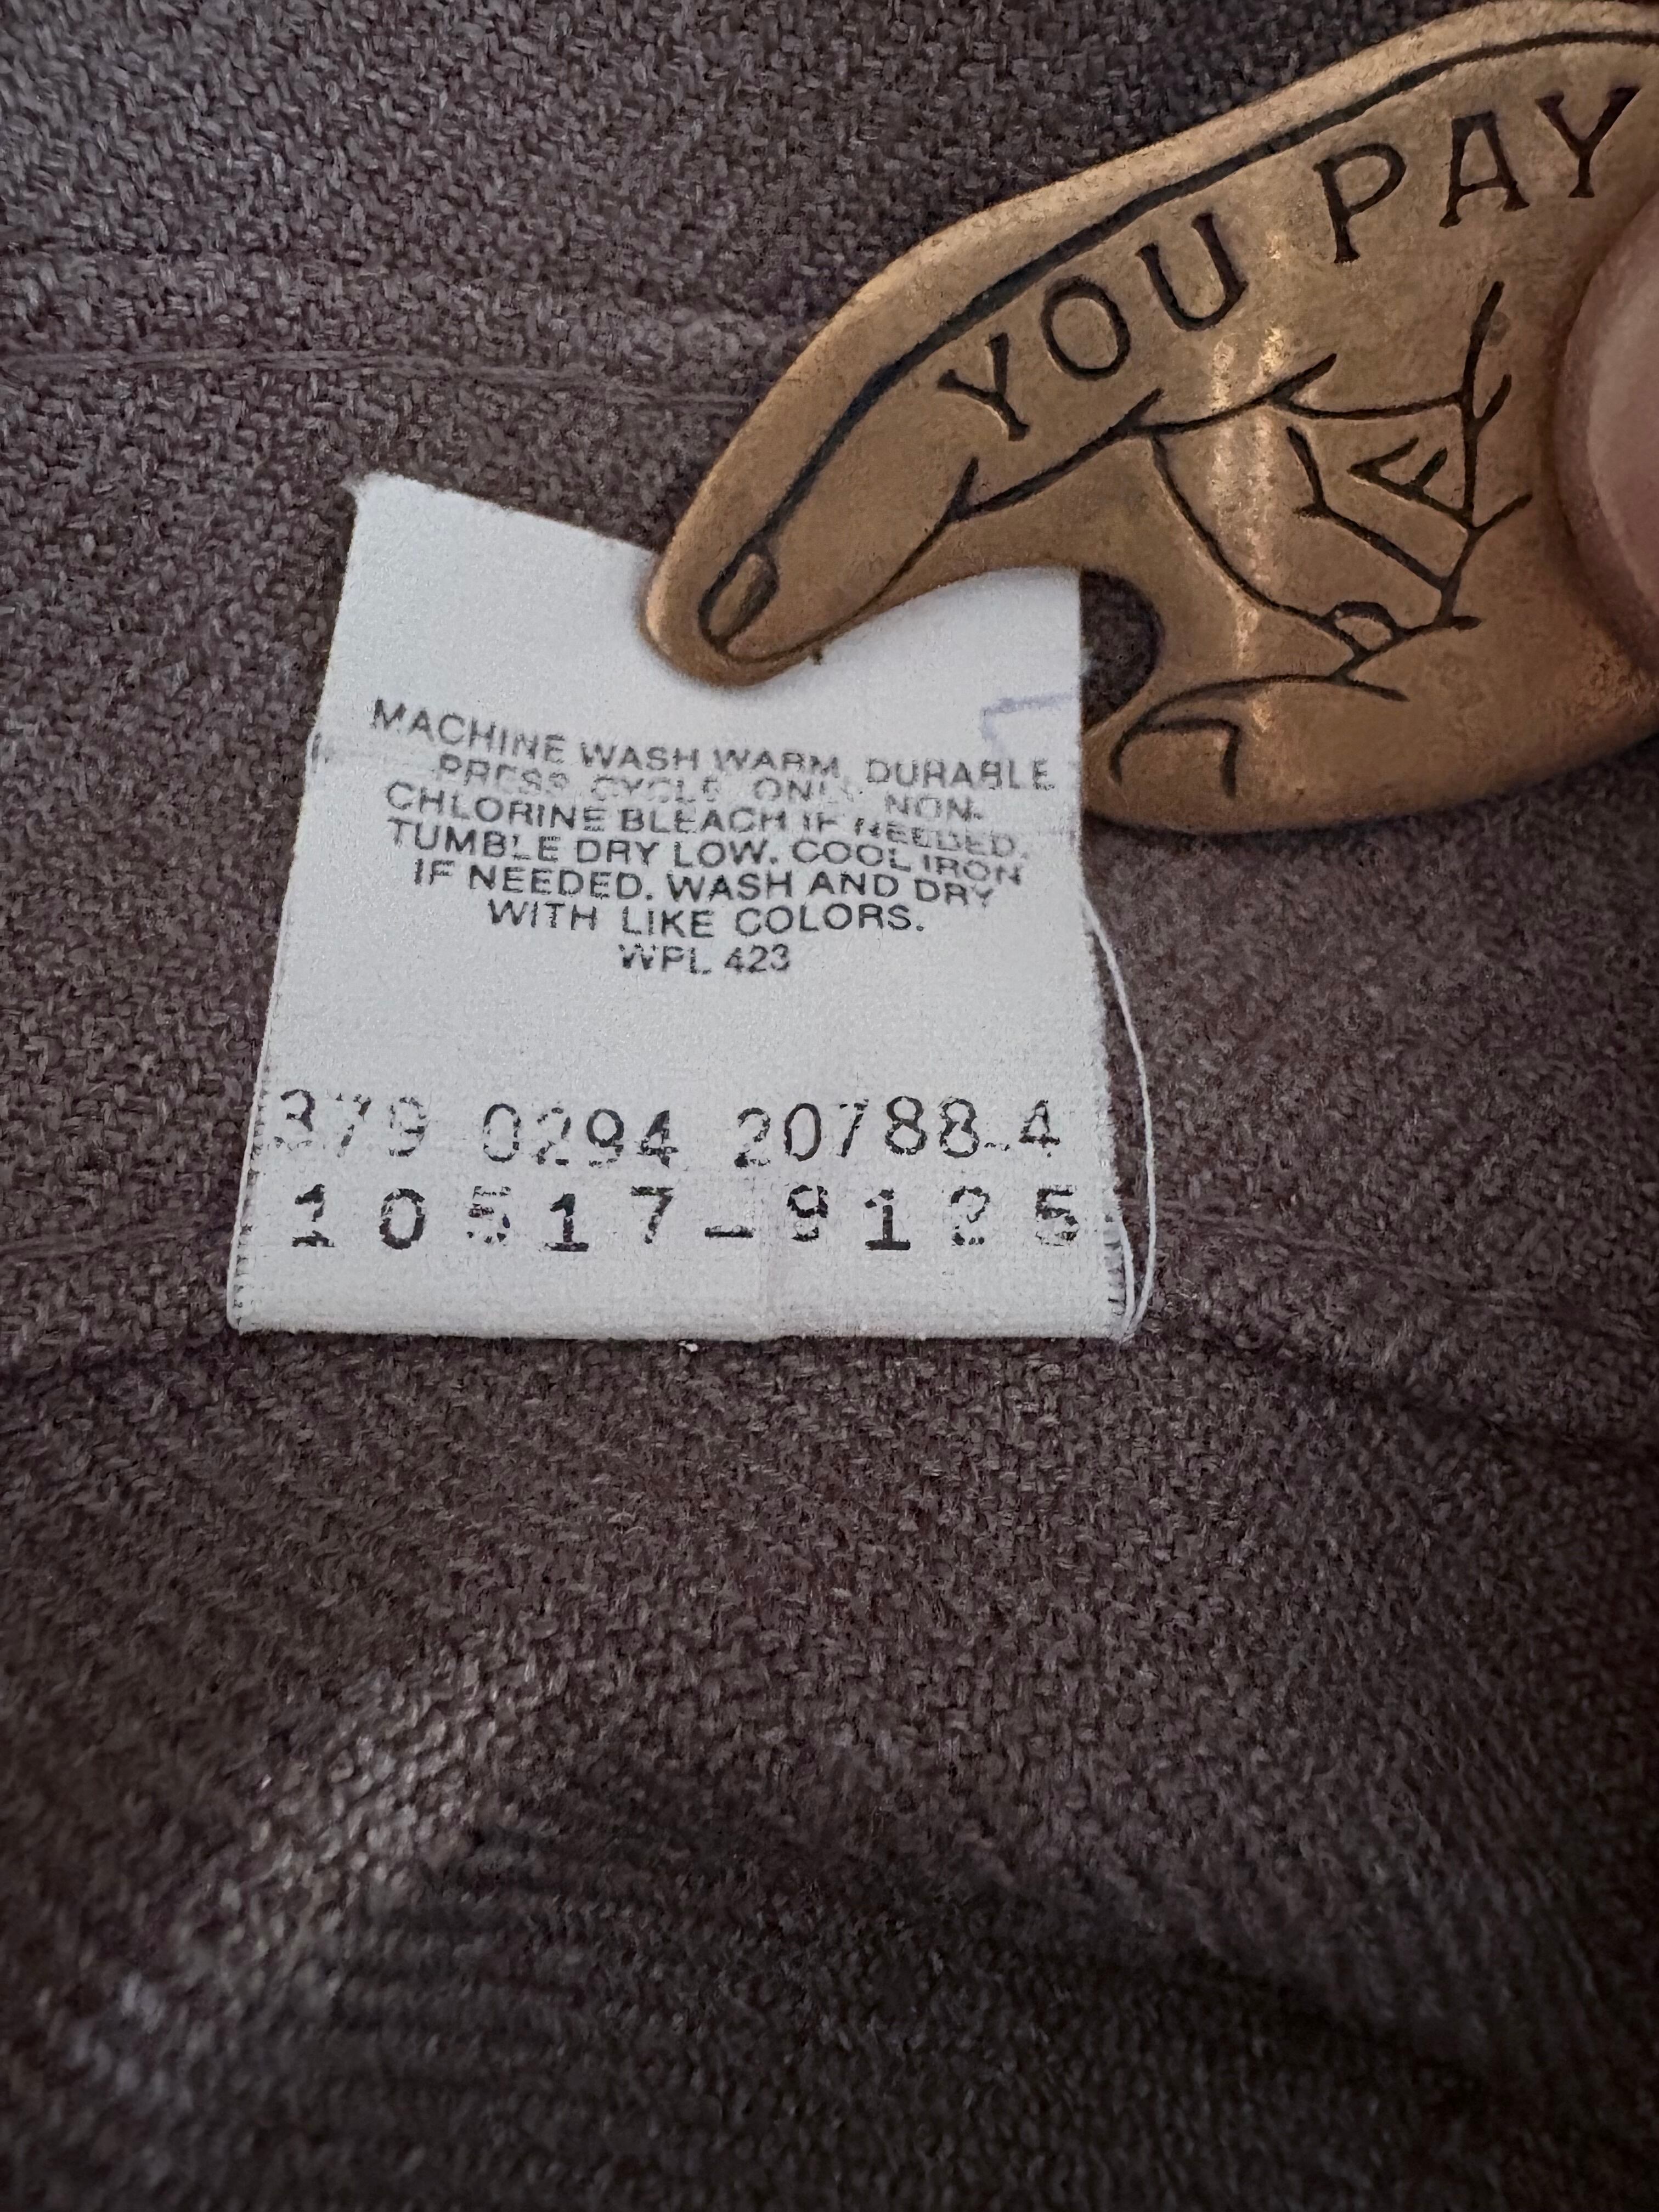 YOU PAY
MACHINE WASH WARM, DURABLE
PRESS CYCLE ONLY. NON-
CHLORINE BLEACH IF NEEDED.
TUMBLE DRY LOW. COOL IRON
IF NEEDED. WASH AND DRY
WITH LIKE COLORS.
WPL 423
379 0294 20788-4
10517-9125